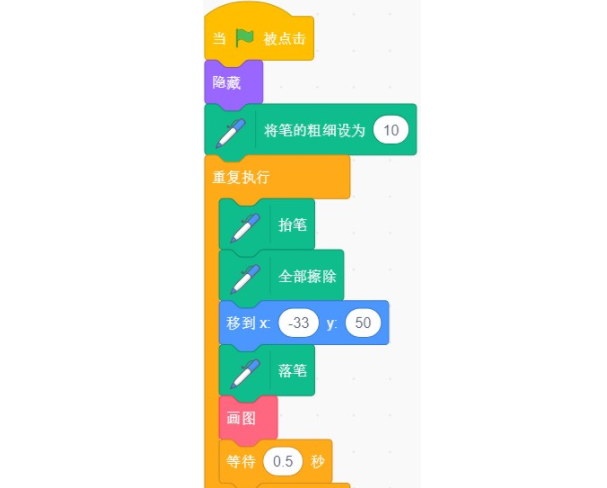 当 被点击
隐藏
将笔的粗细设为 10
重复执行
抬笔
全部擦除
移到 x: -33 y: 50
落笔
画图
等待 0.5 秒